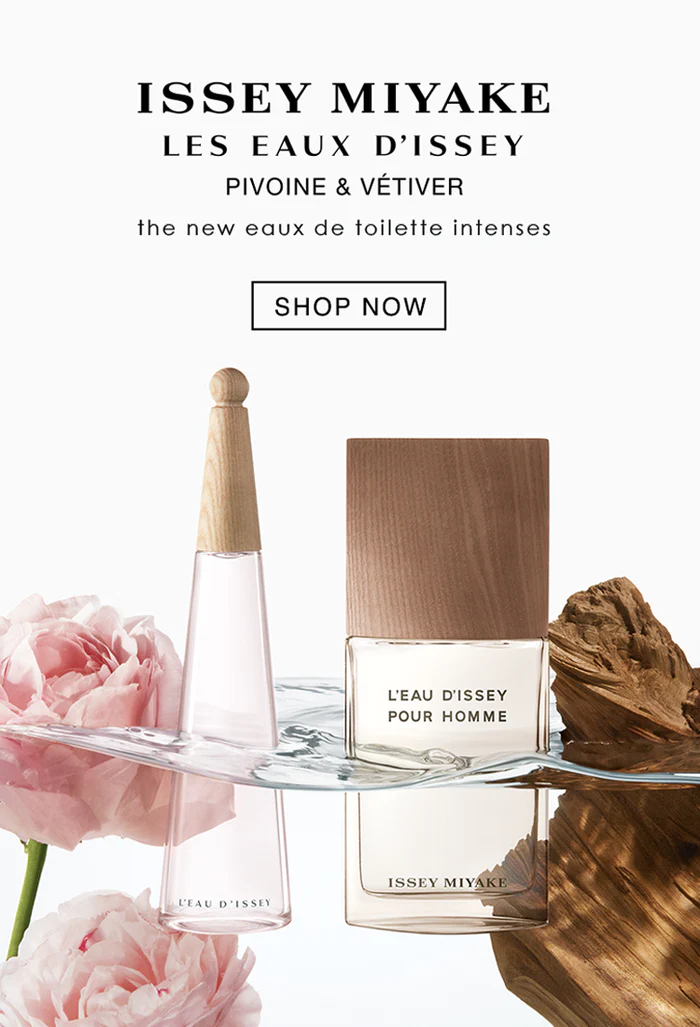 ISSEY MIYAKE
LES EAUX D'ISSEY
PIVOINE & VÉTIVER
the new eaux de toilette intenses
SHOP NOW
L'EAU D'ISSEY
POUR HOMME
ISSEY MIYAKE
L'EAU D'ISSEY